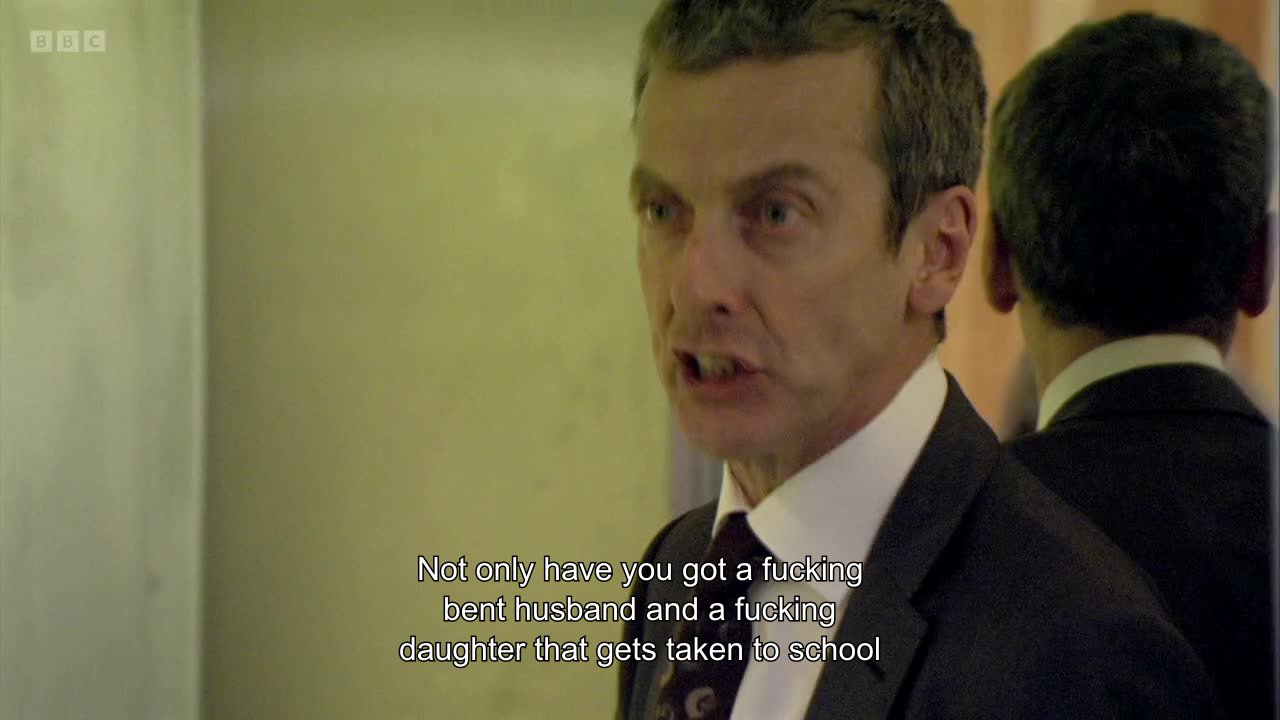 BBC
Not only have you got a fucking
bent husband and a fucking
daughter that gets taken to school